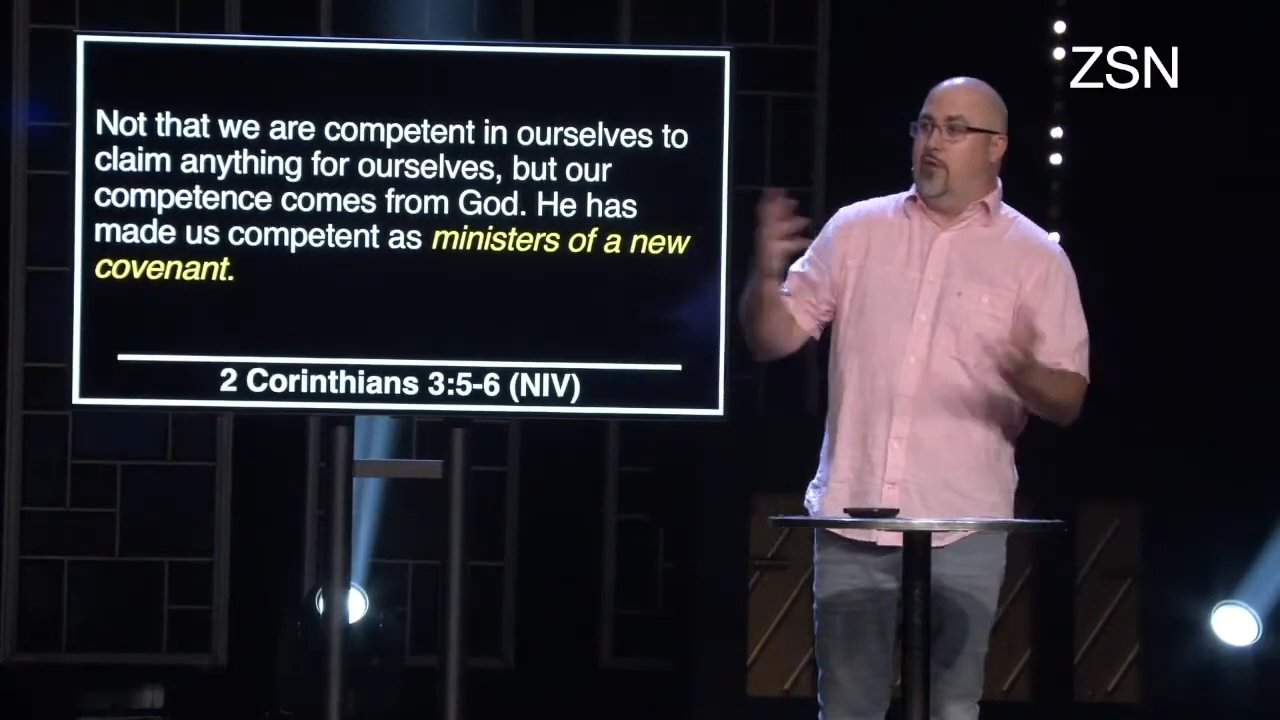 ZSN
Not that we are competent in ourselves to
claim anything for ourselves, but our
competence comes from God. He has
made us competent as ministers of a new
covenant.
2 Corinthians 3:5-6 (NIV)